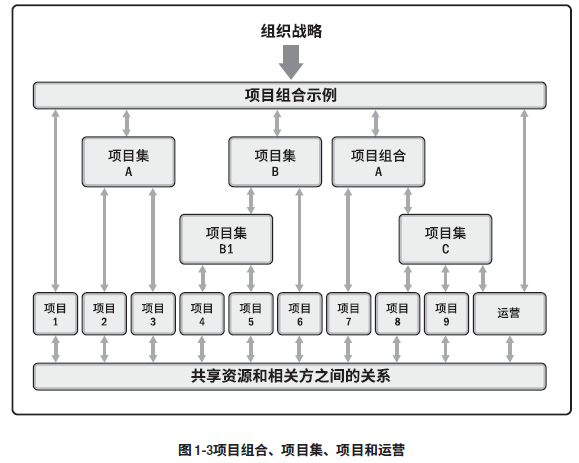 组织战略
项目组合示例
项目集
A
项目集
B
项目组合
A
项目集
B1
项目集
C
项目
1
项目
2
项目
3
项目
4
项目
5
项目
6
项目
7
项目
8
项目
9
运营
共享资源和相关方之间的关系
图 1-3项目组合、项目集、项目和运营